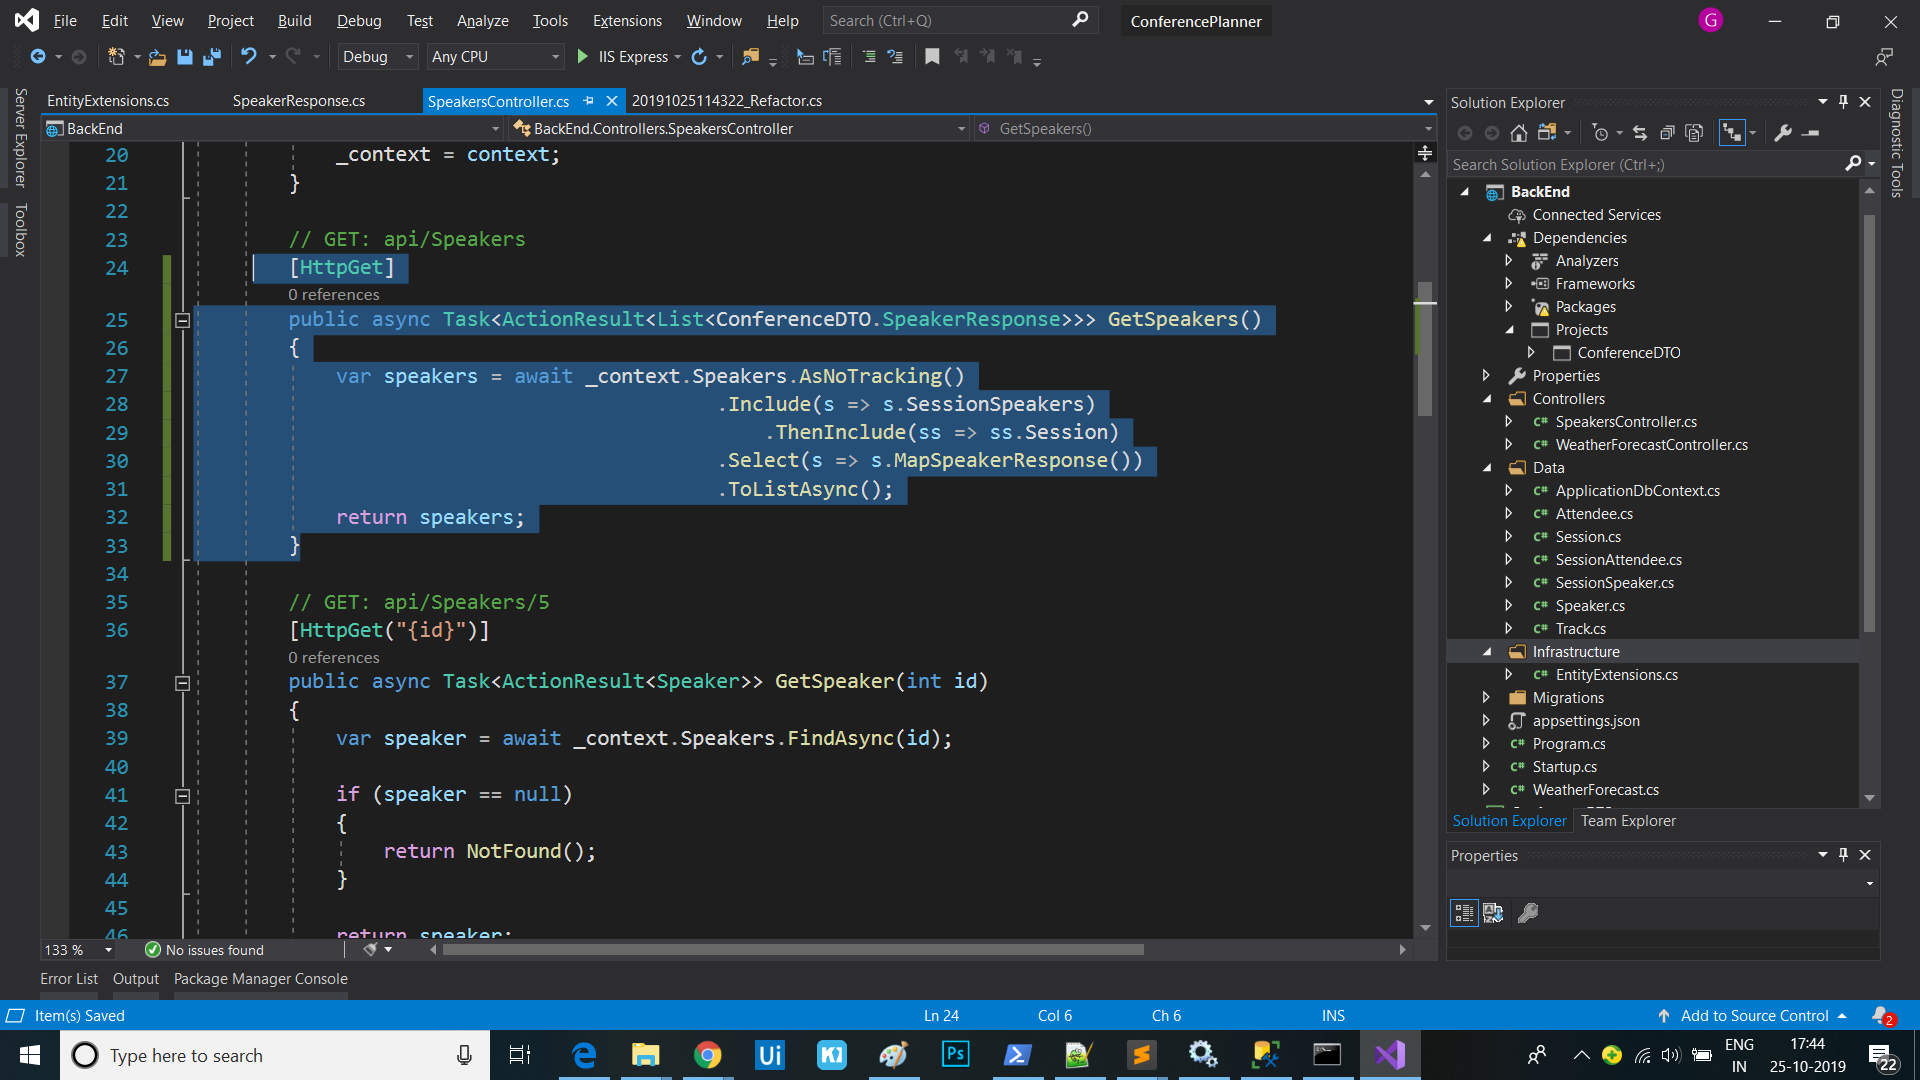 File Edit View Project Build Debug Test Analyze Tools Extensions Window Help Search (Ctrl+Q) ConferencePlanner G
Debug Any CPU IIS Express
Server Explorer
Toolbox
EntityExtensions.cs SpeakerResponse.cs SpeakersController.cs 20191025114322_Refactor.cs
BackEnd BackEnd.Controllers.SpeakersController GetSpeakers()
20 _context = context;
21 }
22
23 // GET: api/Speakers
24 [HttpGet]
0 references
25 public async Task<ActionResult<List<ConferenceDTO.SpeakerResponse>>> GetSpeakers()
26 {
27 var speakers = await _context.Speakers.AsNoTracking()
28 .Include(s => s.SessionSpeakers)
29 .ThenInclude(ss => ss.Session)
30 .Select(s => s.MapSpeakerResponse())
31 .ToListAsync();
32 return speakers;
33 }
34
35 // GET: api/Speakers/5
36 [HttpGet("{id}")]
0 references
37 public async Task<ActionResult<Speaker>> GetSpeaker(int id)
38 {
39 var speaker = await _context.Speakers.FindAsync(id);
40
41 if (speaker == null)
42 {
43 return NotFound();
44 }
45
46 return speaker;
133 % No issues found
Error List Output Package Manager Console
Solution Explorer
Search Solution Explorer (Ctrl+;)
BackEnd
Connected Services
Dependencies
Analyzers
Frameworks
Packages
Projects
ConferenceDTO
Properties
Controllers
C# SpeakersController.cs
C# WeatherForecastController.cs
Data
C# ApplicationDbContext.cs
C# Attendee.cs
C# Session.cs
C# SessionAttendee.cs
C# SessionSpeaker.cs
C# Speaker.cs
C# Track.cs
Infrastructure
C# EntityExtensions.cs
Migrations
appsettings.json
C# Program.cs
C# Startup.cs
C# WeatherForecast.cs
Solution Explorer Team Explorer
Properties
Diagnostic Tools
Item(s) Saved Ln 24 Col 6 Ch 6 INS Add to Source Control 2
Type here to search Ui K Ps ENG IN 17:44 25-10-2019 22